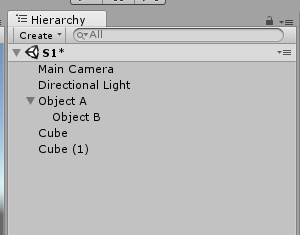 Hierarchy
Create All
S1*
Main Camera
Directional Light
Object A
Object B
Cube
Cube (1)